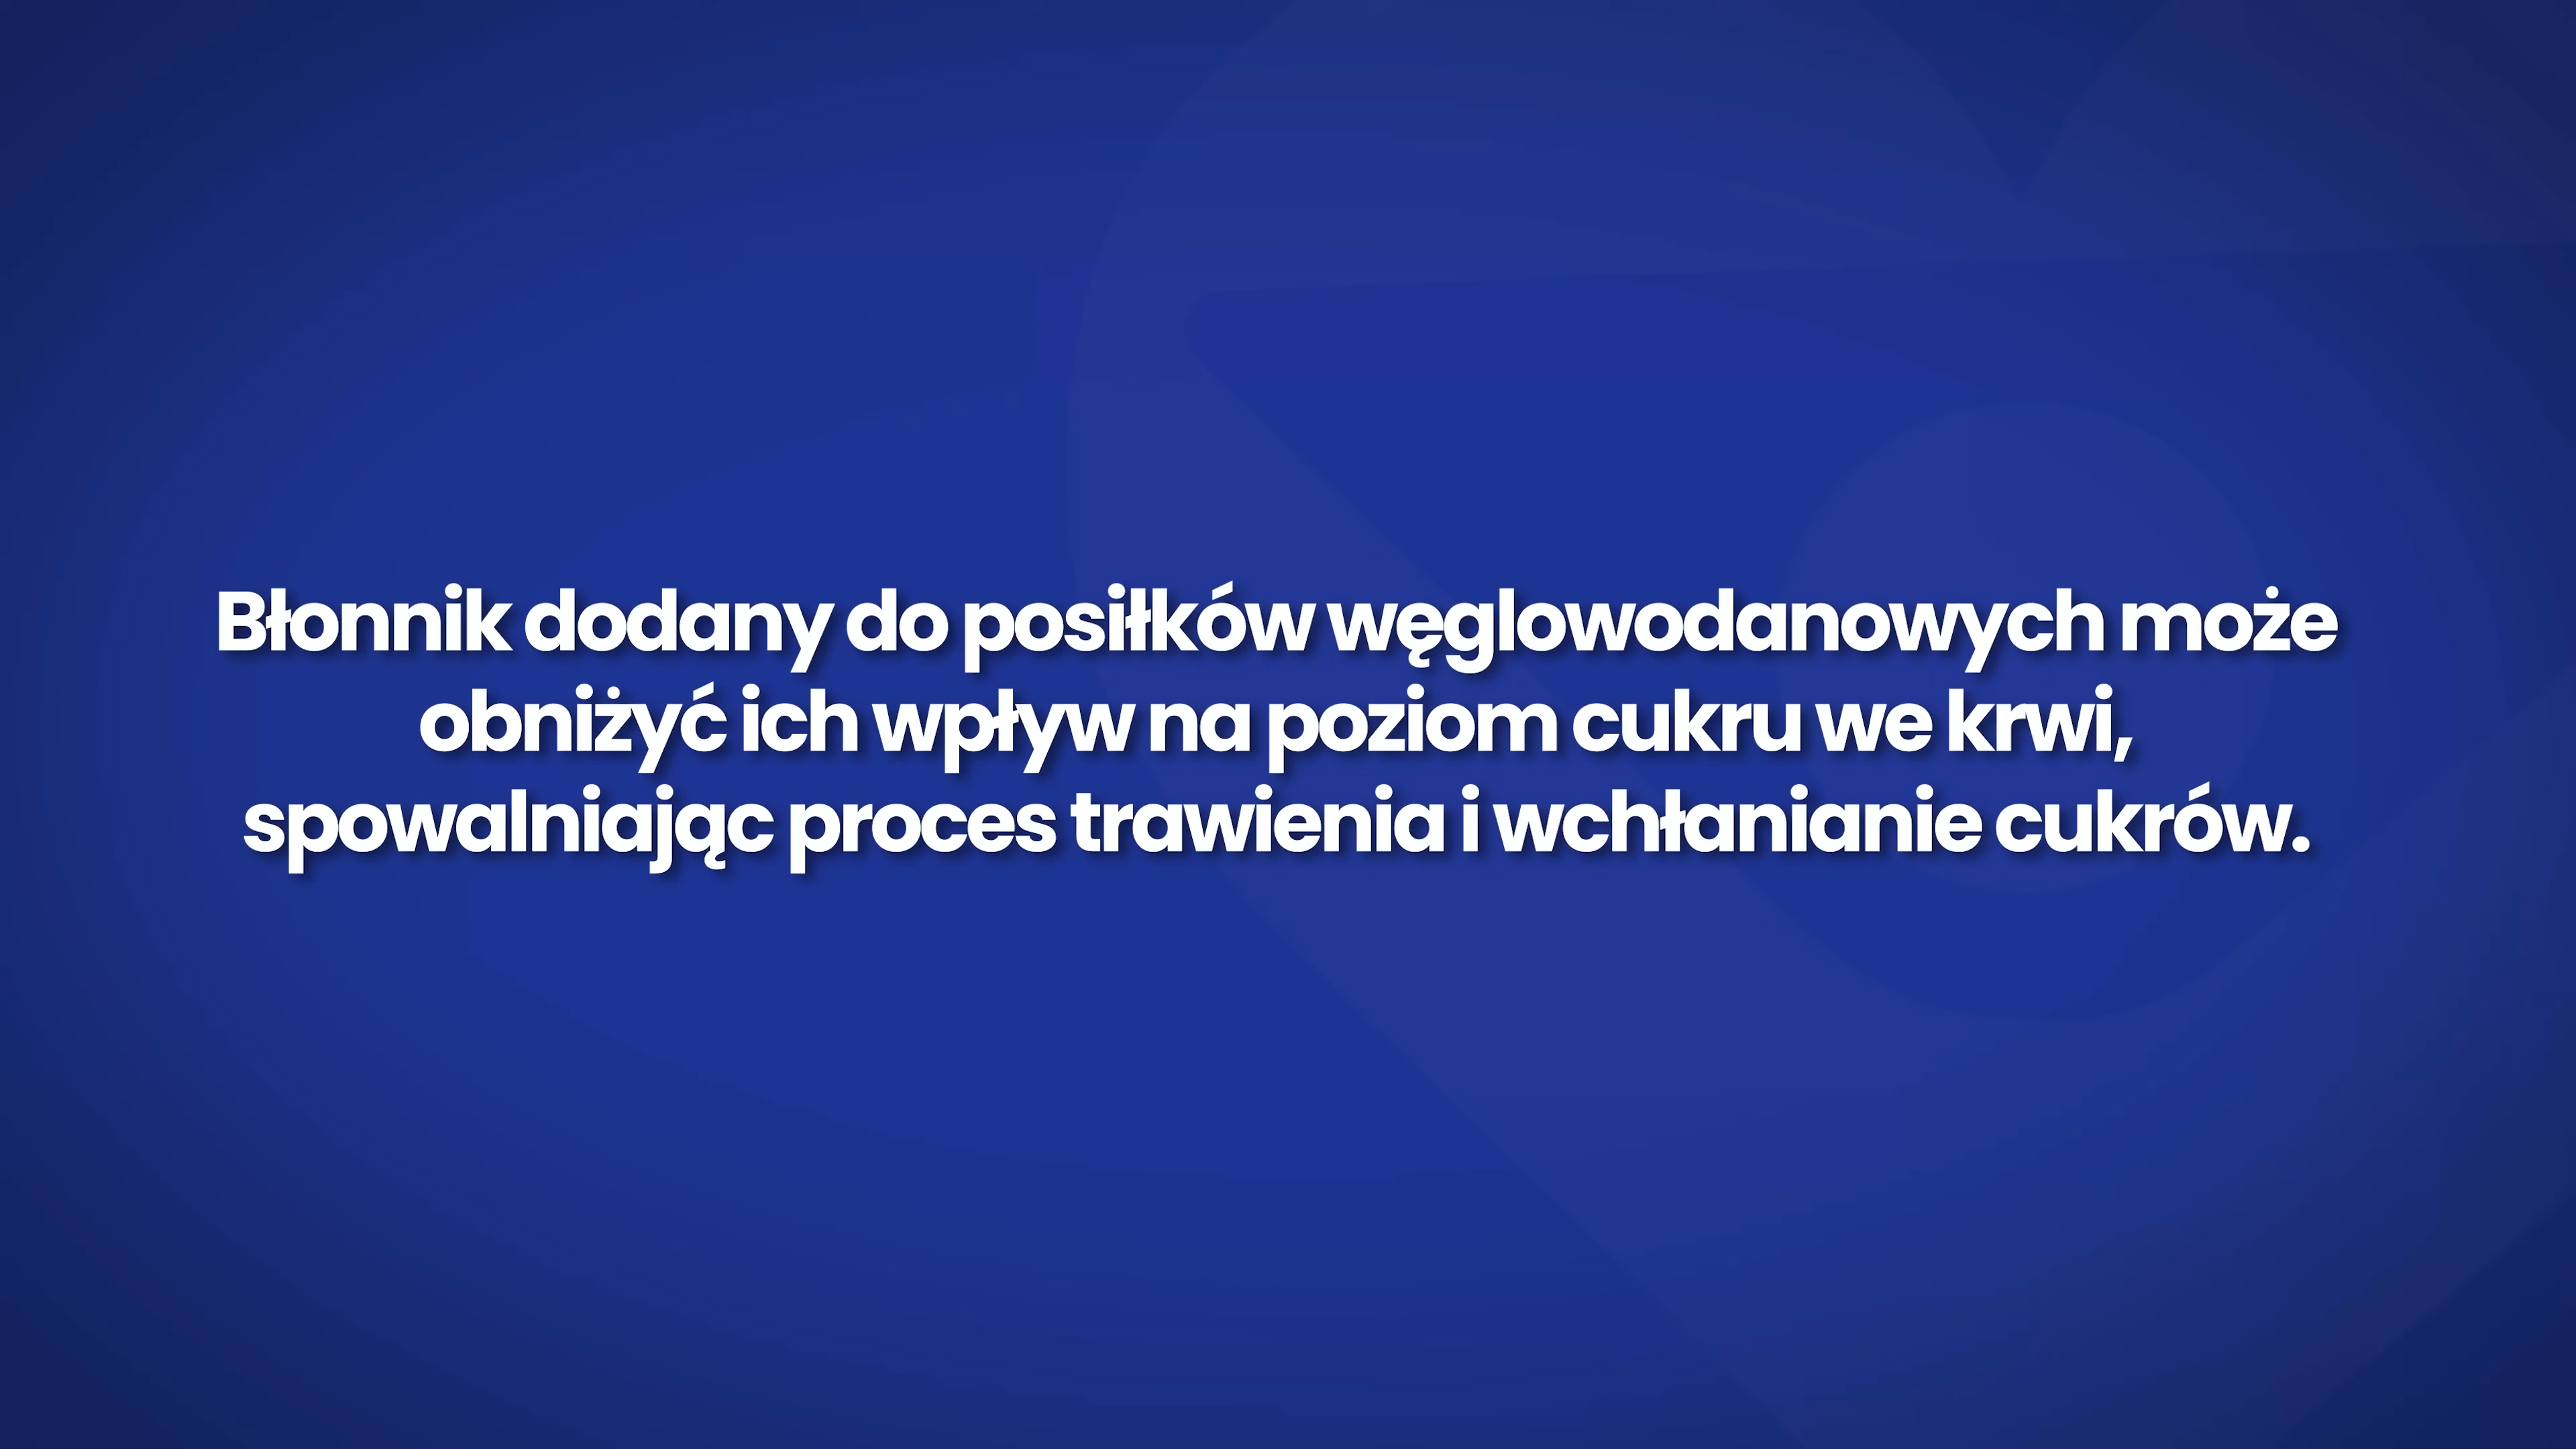 Błonnik dodany do posiłków węglowodanowych może
obniżyć ich wpływ na poziom cukru we krwi,
spowalniając proces trawienia i wchłanianie cukrów.